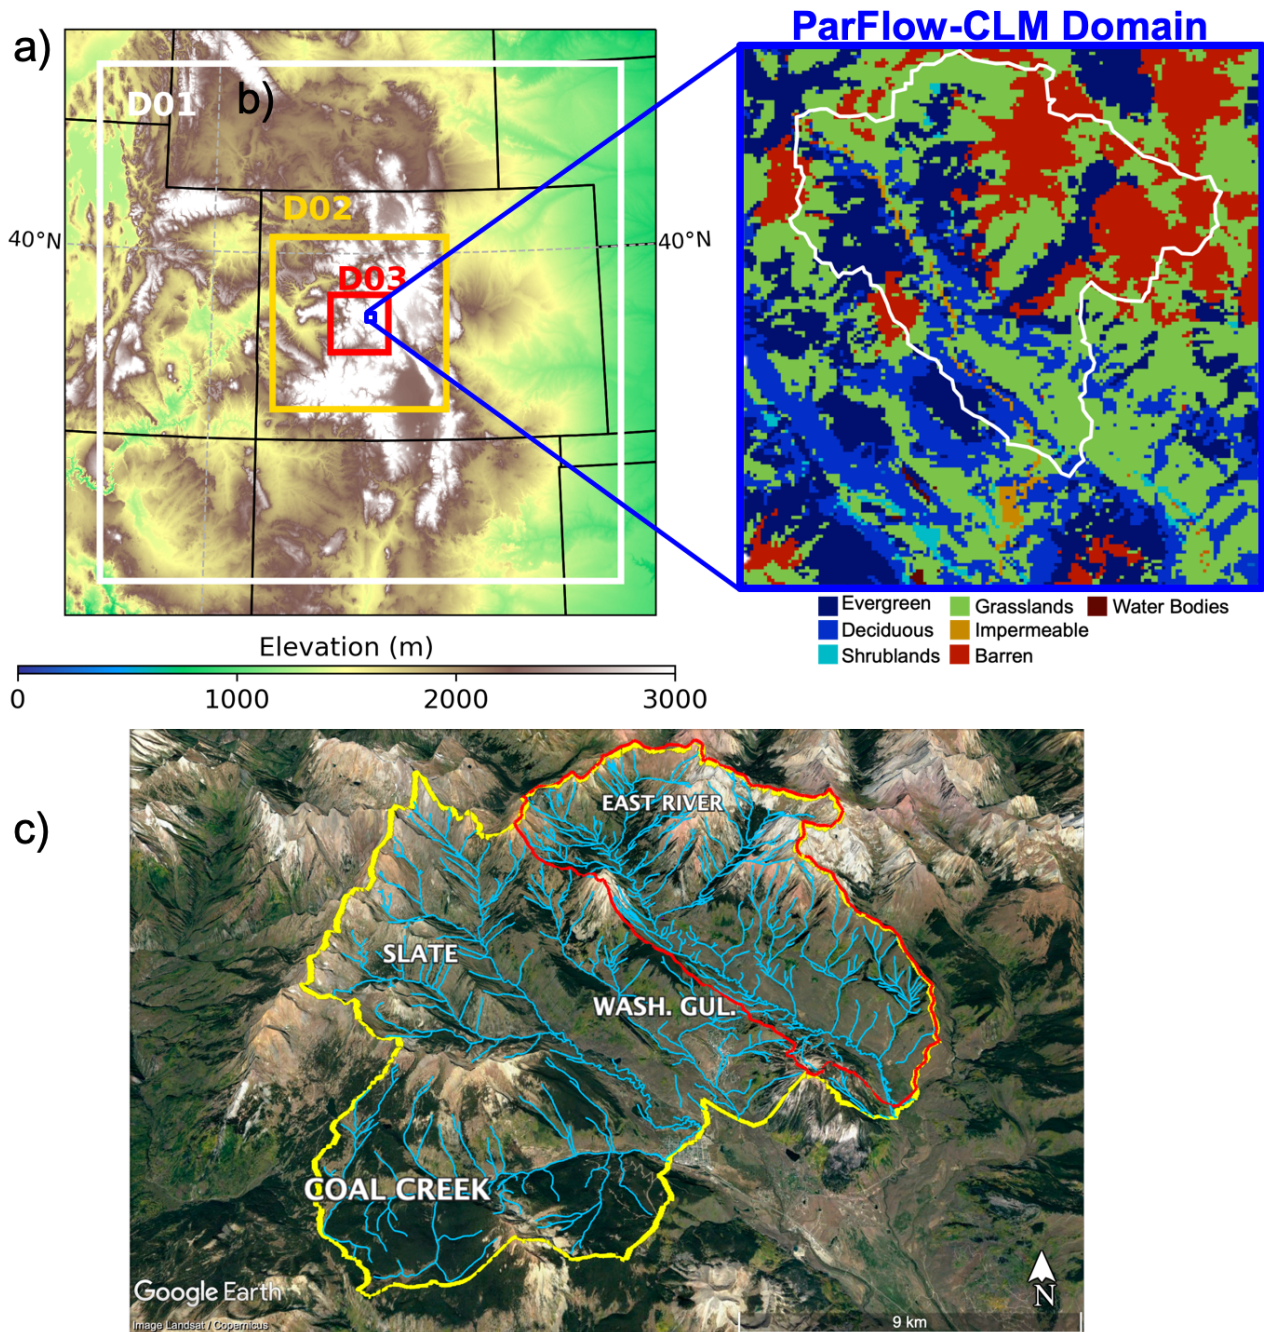 ParFlow-CLM Domain
a)
D01
b)
D02
40°N
40°N
D03
Evergreen
Grasslands
Water Bodies
Deciduous
Impermeable
Shrublands
Barren
Elevation (m)
0
1000
2000
3000
c)
EAST RIVER
SLATE
WASH. GUL.
COAL CREEK
N
Google Earth
9 km
Image Landsat / Copernicus